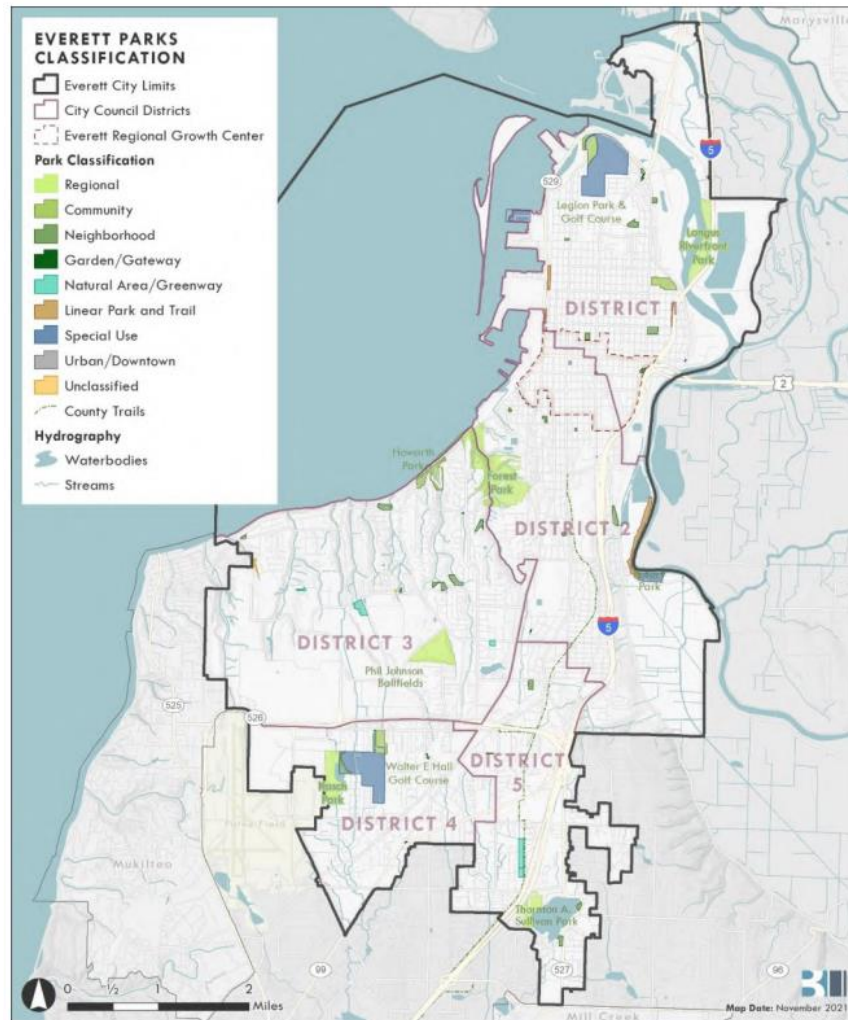 EVERETT PARKS
CLASSIFICATION
Everett City Limits
City Council Districts
Everett Regional Growth Center
Park Classification
Regional
Community
Neighborhood
Garden/Gateway
Natural Area/Greenway
Linear Park and Trail
Special Use
Urban/Downtown
Unclassified
County Trails
Hydrography
Waterbodies
Streams
Marysville
5
529
Legion Park &
Golf Course
Langus
Riverfront
Park
DISTRICT 1
2
Howarth
Park
Forest
Park
DISTRICT 2
Park
5
DISTRICT 3
Phil Johnson
Ballfields
525
526
Walter E Hall
Golf Course
DISTRICT
5
Kasch
Park
DISTRICT 4
Paine Field
Mukilteo
Thornton A.
Sullivan Park
99
527
96
0 ½ 1 2
Miles
Mill Creek
Map Date: November 2021